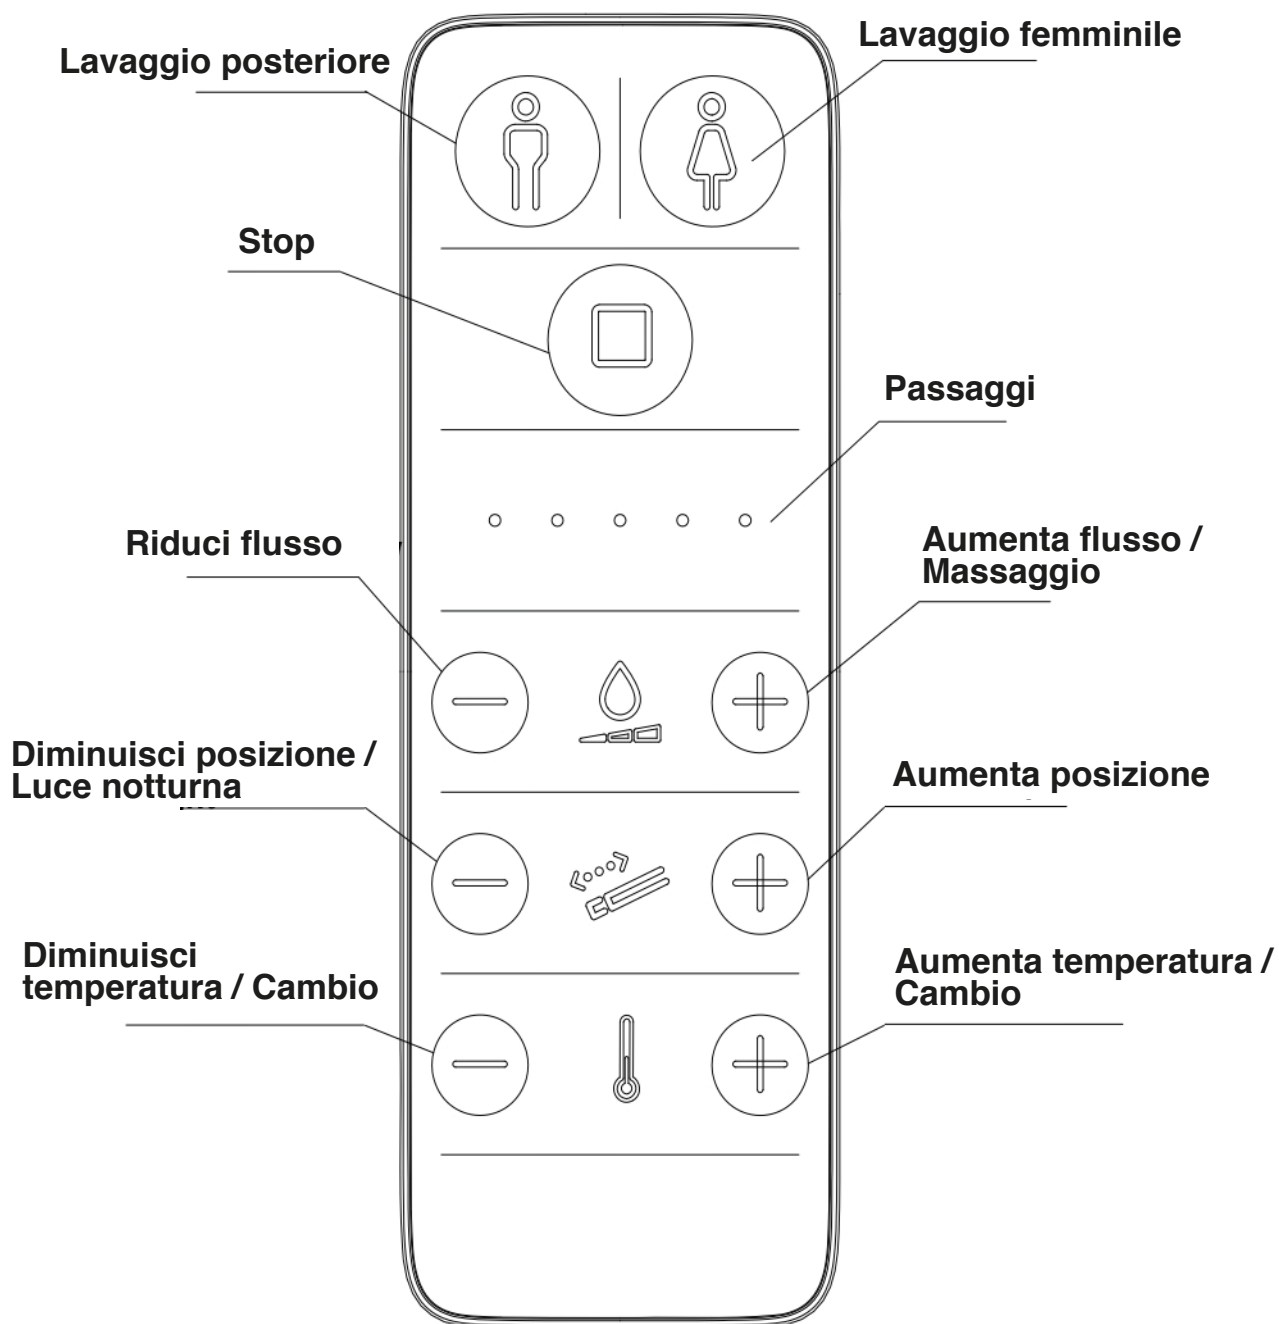 Lavaggio posteriore
Lavaggio femminile
Stop
Passaggi
Riduci flusso
Aumenta flusso /
Massaggio
Diminuisci posizione /
Luce notturna
Aumenta posizione
Diminuisci
temperatura / Cambio
Aumenta temperatura /
Cambio